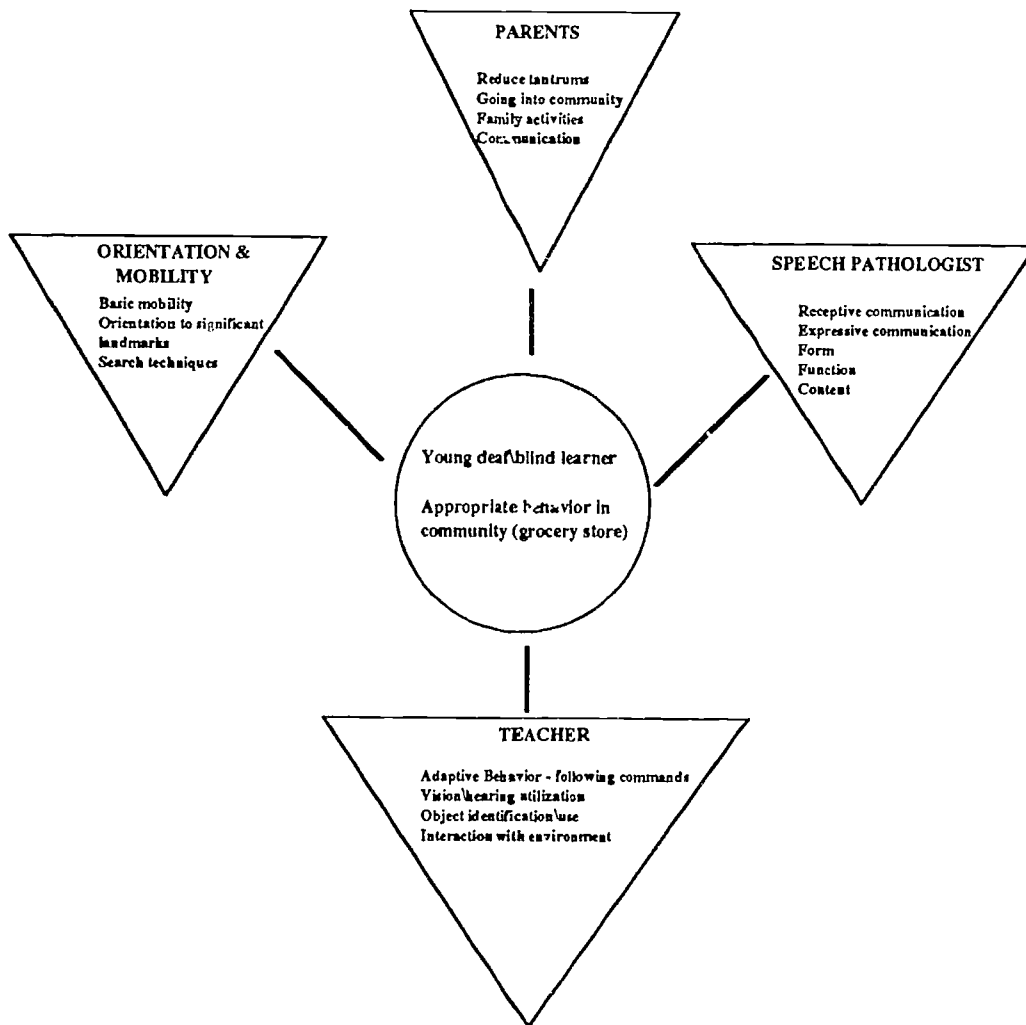 PARENTS
Reduce tantrums
Going into community
Family activities
Communication
ORIENTATION &
MOBILITY
Basic mobility
Orientation to significant
landmarks
Search techniques
SPEECH PATHOLOGIST
Receptive communication
Expressive communication
Form
Function
Content
Young deaf\blind learner
Appropriate behavior in
community (grocery store)
TEACHER
Adaptive Behavior - following commands
Vision\hearing utilization
Object identification\use
Interaction with environment